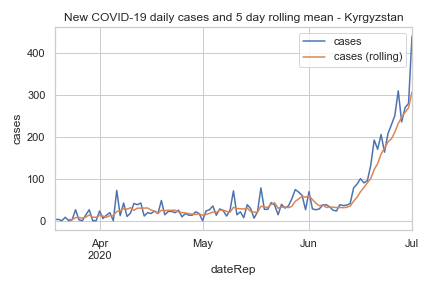 New COVID-19 daily cases and 5 day rolling mean - Kyrgyzstan
cases
cases (rolling)
400
300
200
100
0
cases
Apr
2020
May
Jun
Jul
dateRep